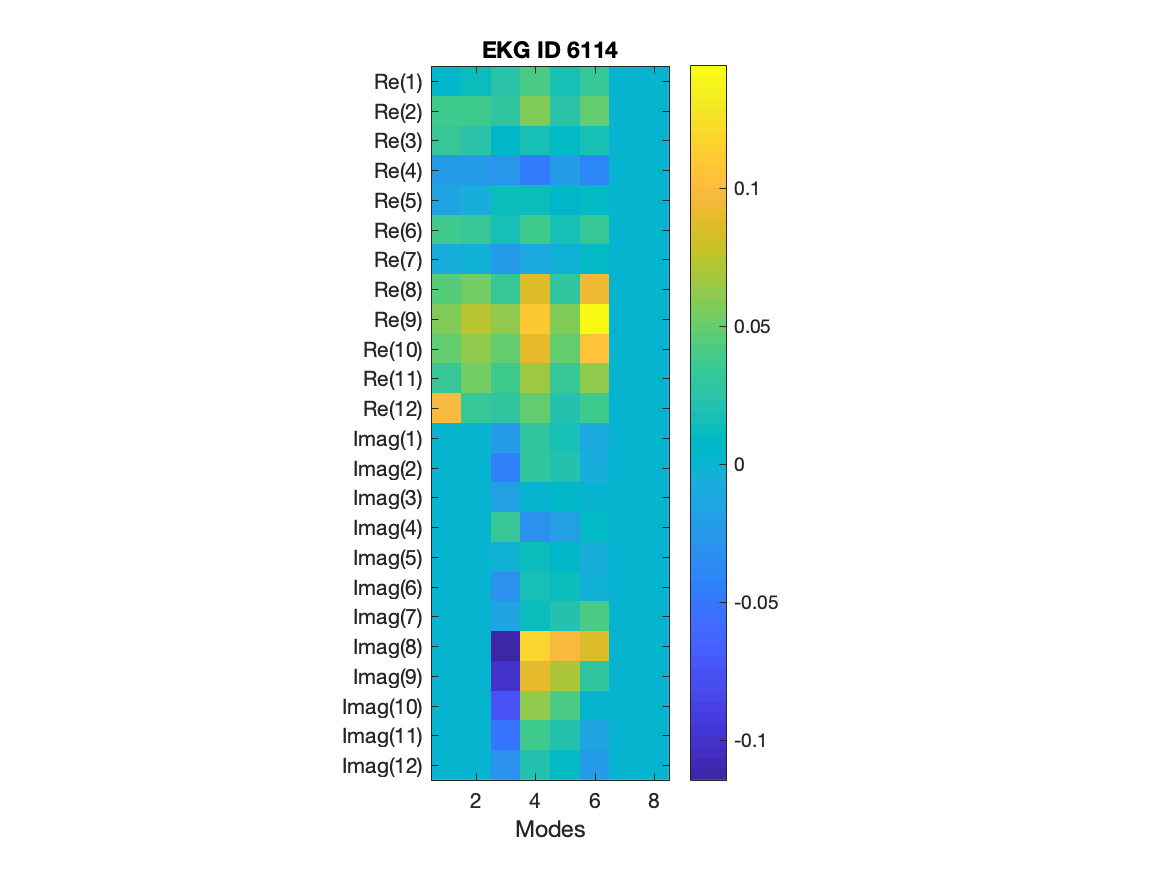 EKG ID 6114
Re(1)
Re(2)
Re(3)
Re(4)
Re(5)
Re(6)
Re(7)
Re(8)
Re(9)
Re(10)
Re(11)
Re(12)
Imag(1)
Imag(2)
Imag(3)
Imag(4)
Imag(5)
Imag(6)
Imag(7)
Imag(8)
Imag(9)
Imag(10)
Imag(11)
Imag(12)
2 4 6 8
Modes
0.1
0.05
0
-0.05
-0.1